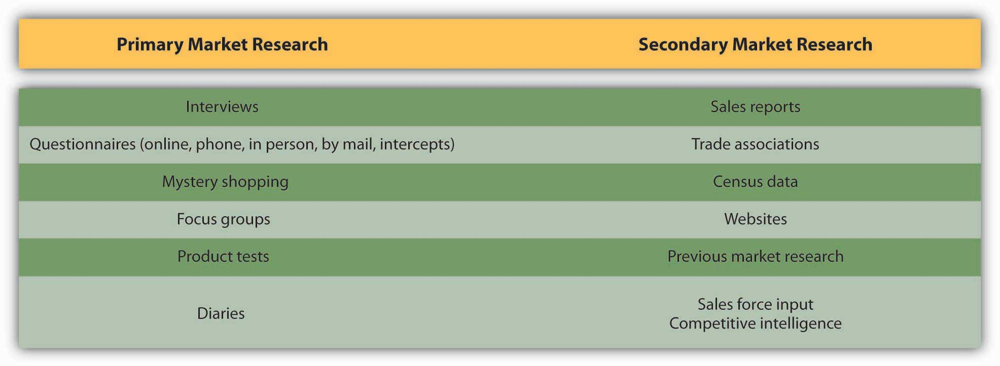 Primary Market Research Secondary Market Research
Interviews Sales reports
Questionnaires (online, phone, in person, by mail, intercepts) Trade associations
Mystery shopping Census data
Focus groups Websites
Product tests Previous market research
Diaries Sales force input
Competitive intelligence